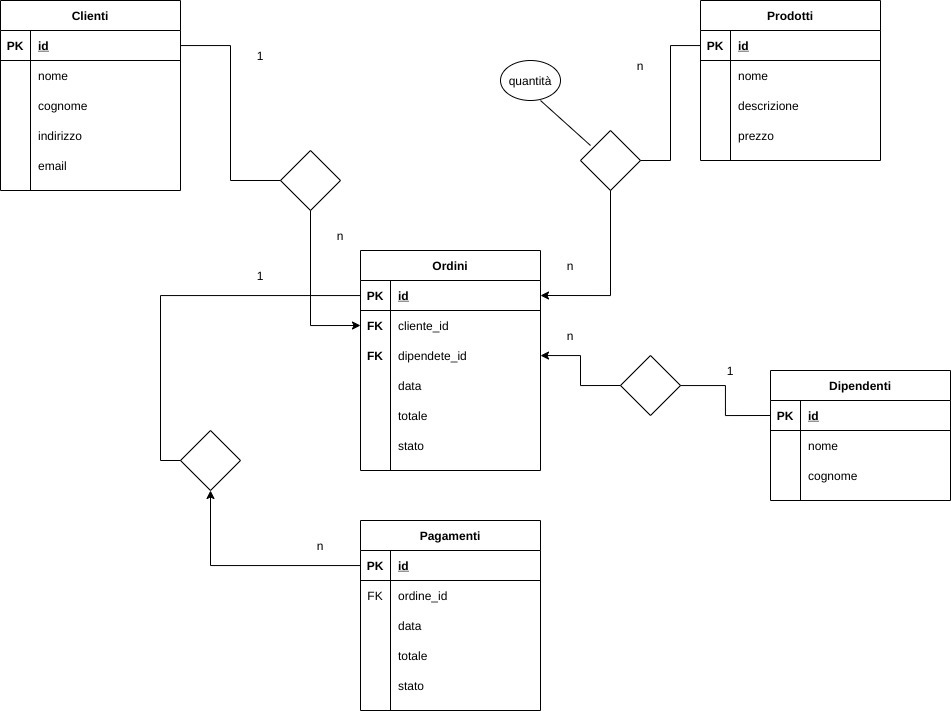 Clienti
PK id
nome
cognome
indirizzo
email
1
n
quantità
n
n
Prodotti
PK id
nome
descrizione
prezzo
1
Ordini
PK id
FK cliente_id
FK dipendete_id
data
totale
stato
n
1
Dipendenti
PK id
nome
cognome
n
Pagamenti
PK id
FK ordine_id
data
totale
stato